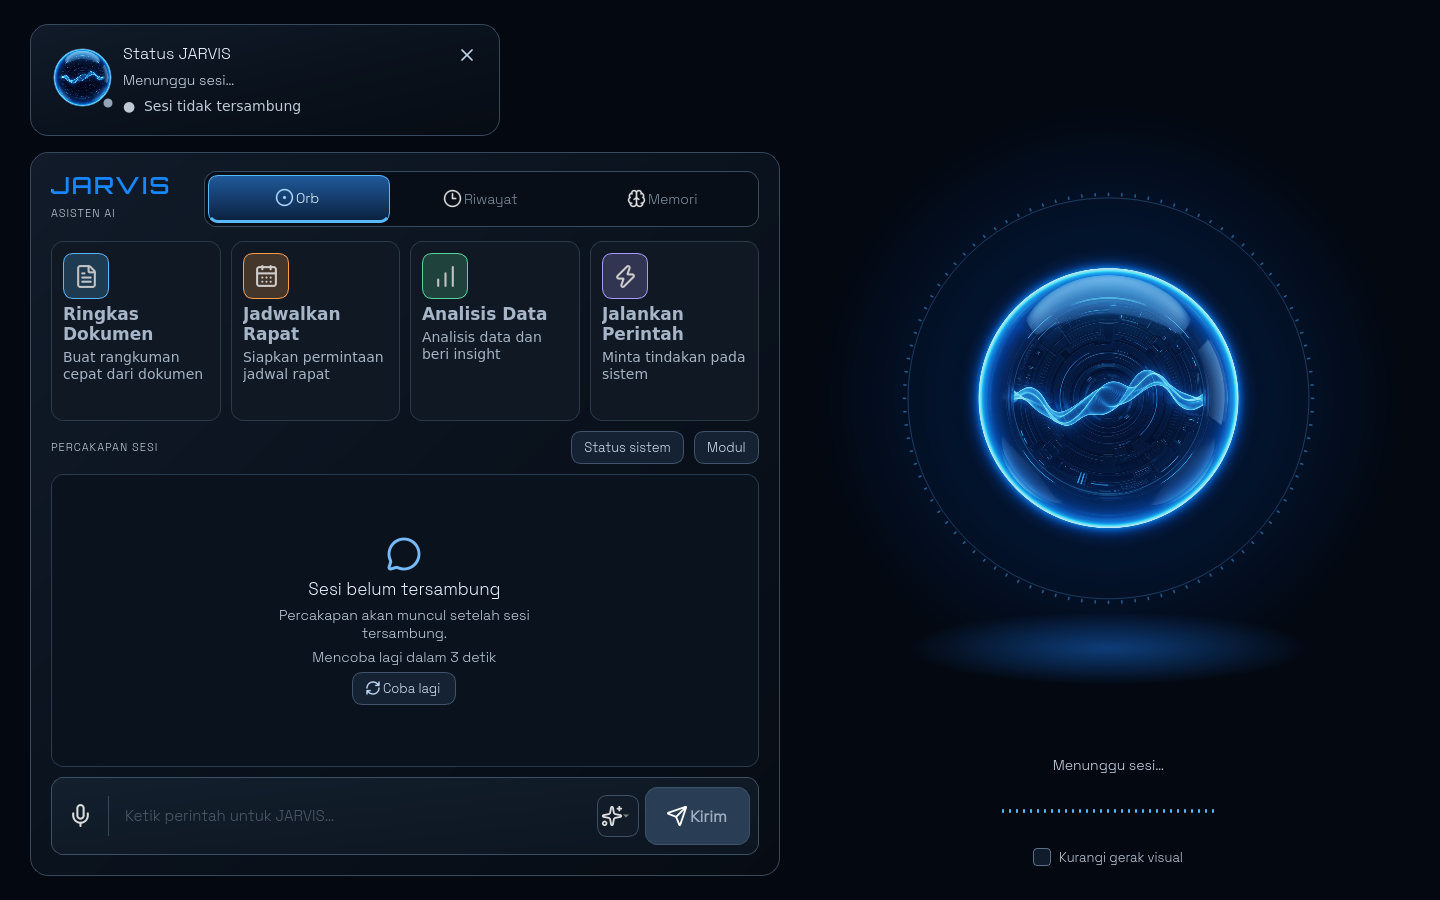 Status JARVIS
Menunggu sesi...
Sesi tidak tersambung
JARVIS
ASISTEN AI
Orb
Riwayat
Memori
Ringkas
Dokumen
Buat rangkuman
cepat dari dokumen
Jadwalkan
Rapat
Siapkan permintaan
jadwal rapat
Analisis Data
Analisis data dan
beri insight
Jalankan
Perintah
Minta tindakan pada
sistem
PERCAKAPAN SESI
Status sistem
Modul
Sesi belum tersambung
Percakapan akan muncul setelah sesi
tersambung.
Mencoba lagi dalam 3 detik
Coba lagi
Ketik perintah untuk JARVIS...
Kirim
Menunggu sesi...
Kurangi gerak visual